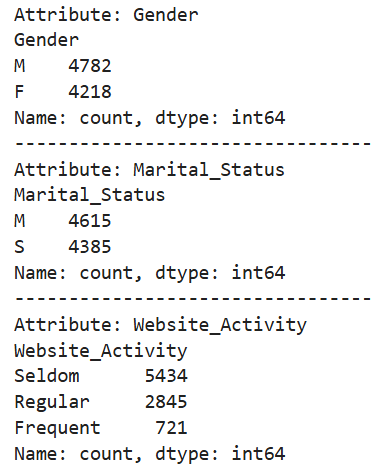 Attribute: Gender
Gender
M    4782
F    4218
Name: count, dtype: int64
---------------------------------
Attribute: Marital_Status
Marital_Status
M    4615
S    4385
Name: count, dtype: int64
---------------------------------
Attribute: Website_Activity
Website_Activity
Seldom      5434
Regular     2845
Frequent     721
Name: count, dtype: int64